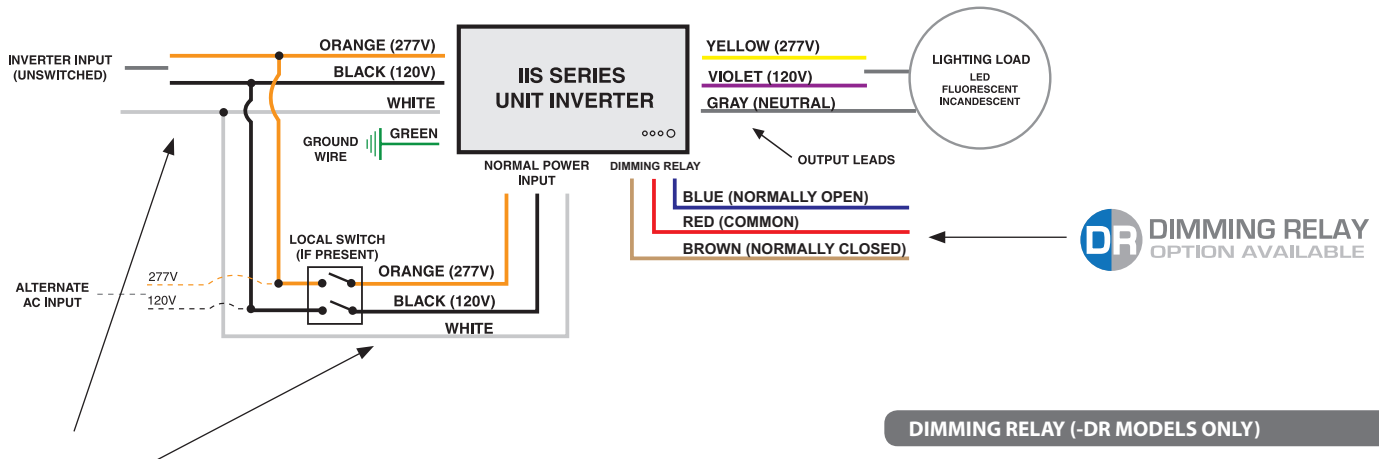 INVERTER INPUT
(UNSWITCHED)
ORANGE (277V)
BLACK (120V)
WHITE
GROUND
WIRE
GREEN
IIS SERIES
UNIT INVERTER
YELLOW (277V)
VIOLET (120V)
GRAY (NEUTRAL)
LIGHTING LOAD
LED
FLUORESCENT
INCANDESCENT
OUTPUT LEADS
NORMAL POWER
INPUT
DIMMING RELAY
BLUE (NORMALLY OPEN)
RED (COMMON)
BROWN (NORMALLY CLOSED)
DR
DIMMING RELAY
OPTION AVAILABLE
LOCAL SWITCH
(IF PRESENT)
ORANGE (277V)
BLACK (120V)
WHITE
ALTERNATE
AC INPUT
277V
120V
DIMMING RELAY (-DR MODELS ONLY)